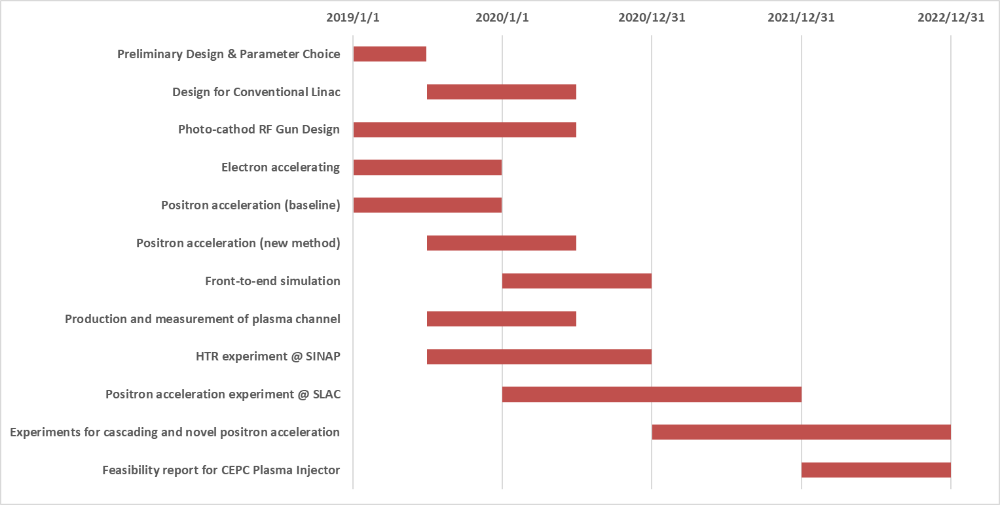 2019/1/1 2020/1/1 2020/12/31 2021/12/31 2022/12/31
Preliminary Design & Parameter Choice
Design for Conventional Linac
Photo-cathod RF Gun Design
Electron accelerating
Positron acceleration (baseline)
Positron acceleration (new method)
Front-to-end simulation
Production and measurement of plasma channel
HTR experiment @ SINAP
Positron acceleration experiment @ SLAC
Experiments for cascading and novel positron acceleration
Feasibility report for CEPC Plasma Injector